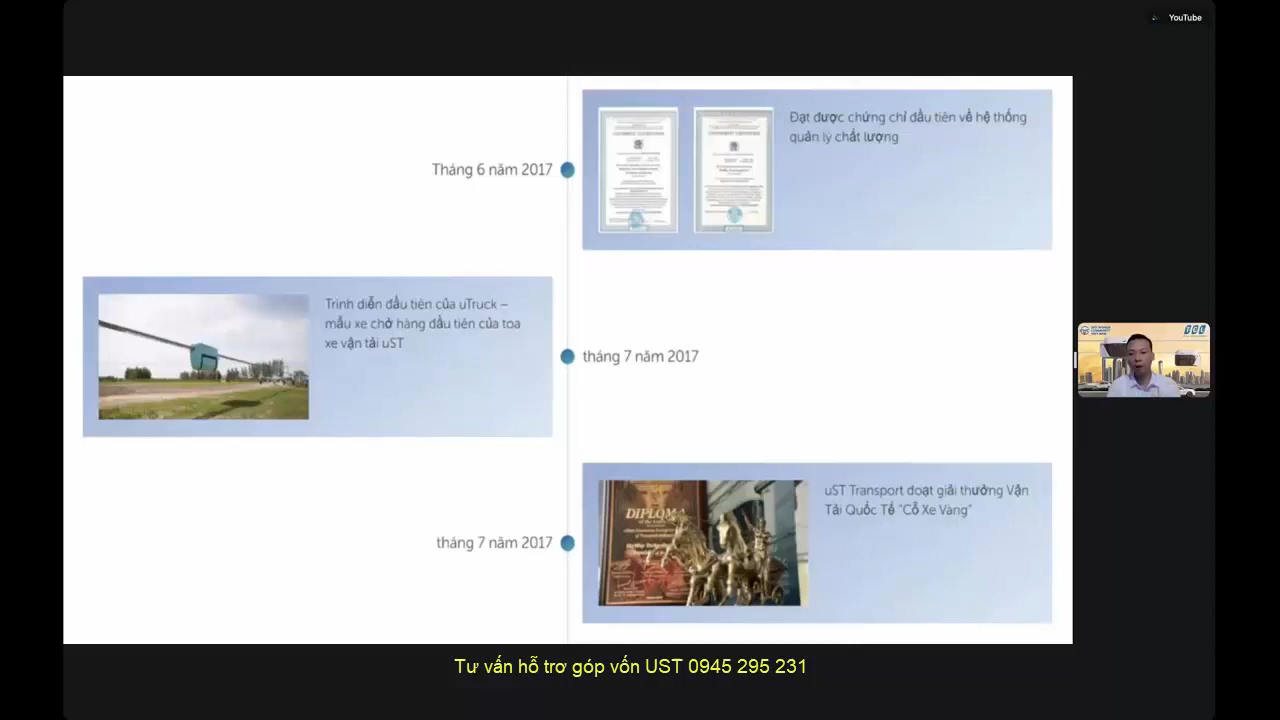 YouTube
Đạt được chứng chỉ đầu tiên về hệ thống
quản lý chất lượng
Tháng 6 năm 2017
Trình diễn đầu tiên của uTruck –
mẫu xe chở hàng đầu tiên của toa
xe vận tải uST
tháng 7 năm 2017
uST Transport đoạt giải thưởng Vận
Tải Quốc Tế “Cỗ Xe Vàng”
DIPLOMA
tháng 7 năm 2017
Tư vấn hỗ trơ góp vốn UST 0945 295 231